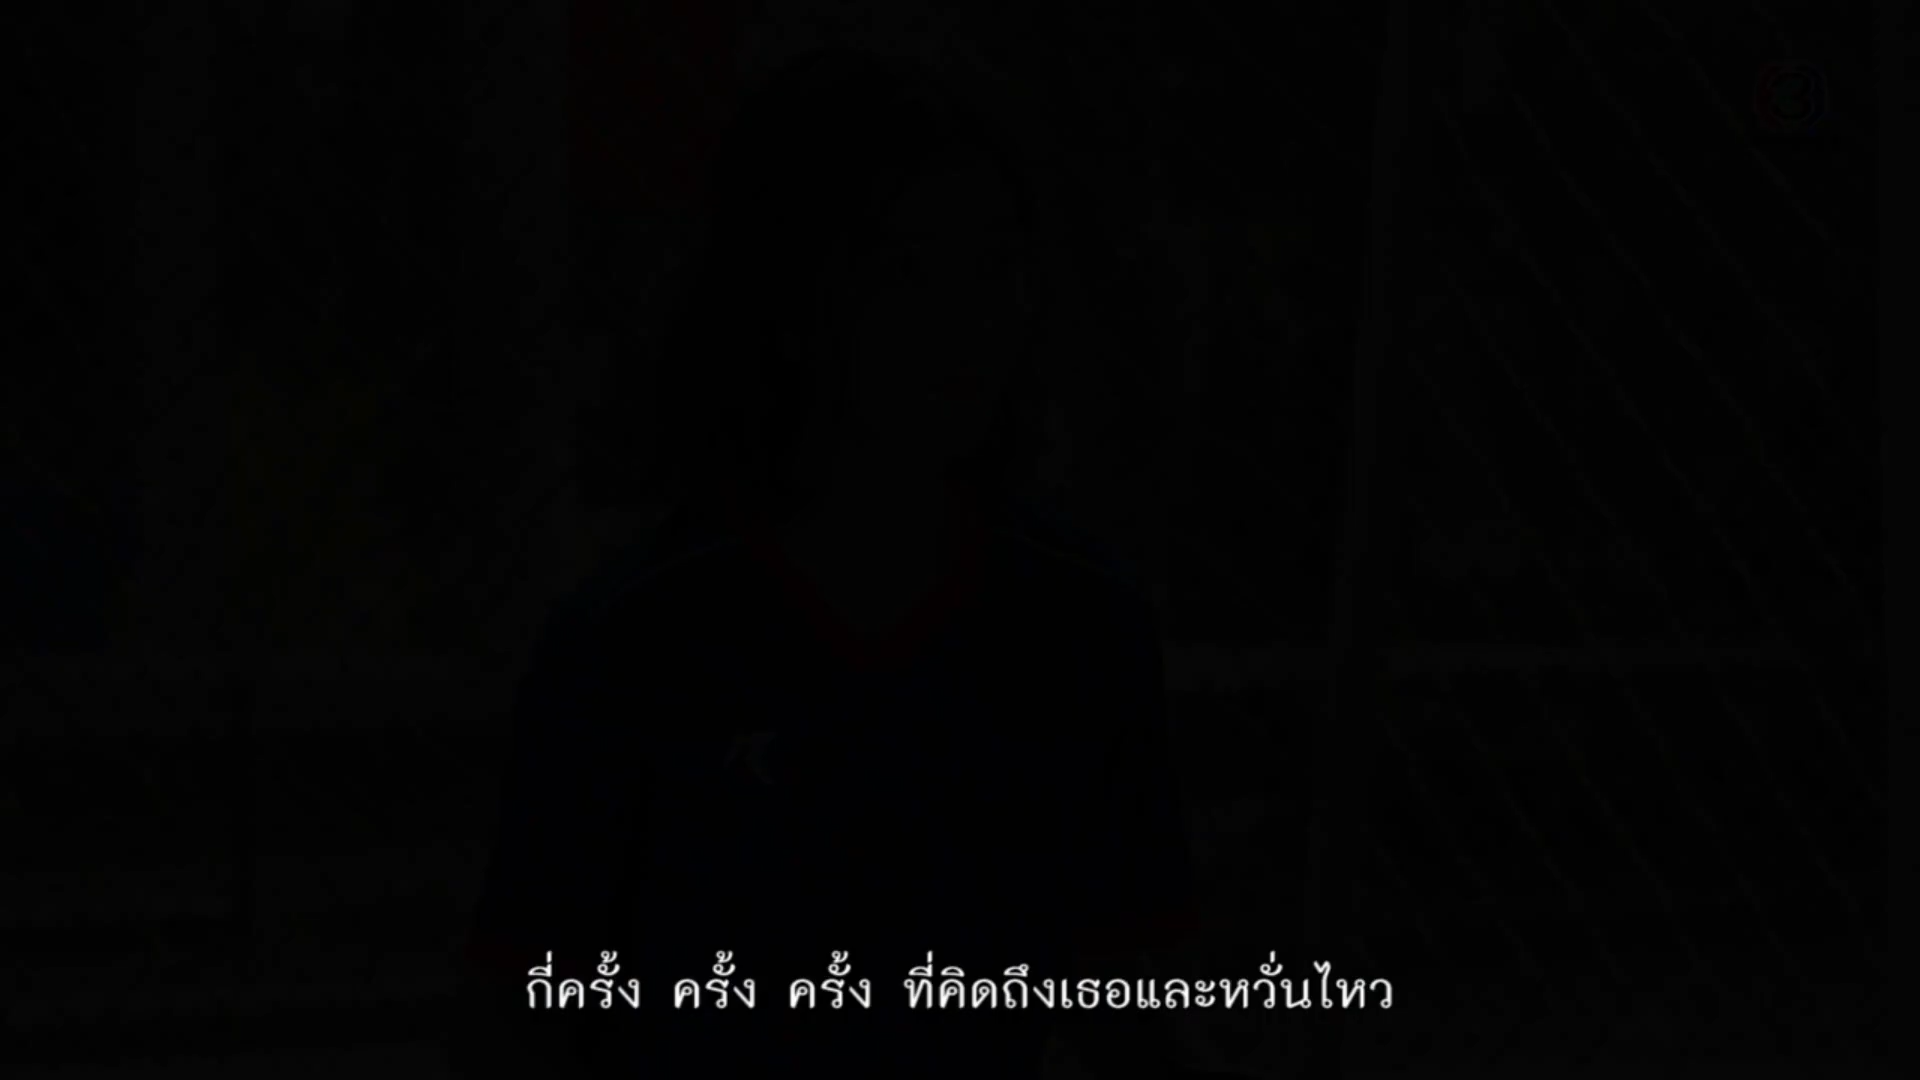 กี่ครั้ง ครั้ง ครั้ง ที่คิดถึงเธอและหวั่นไหว